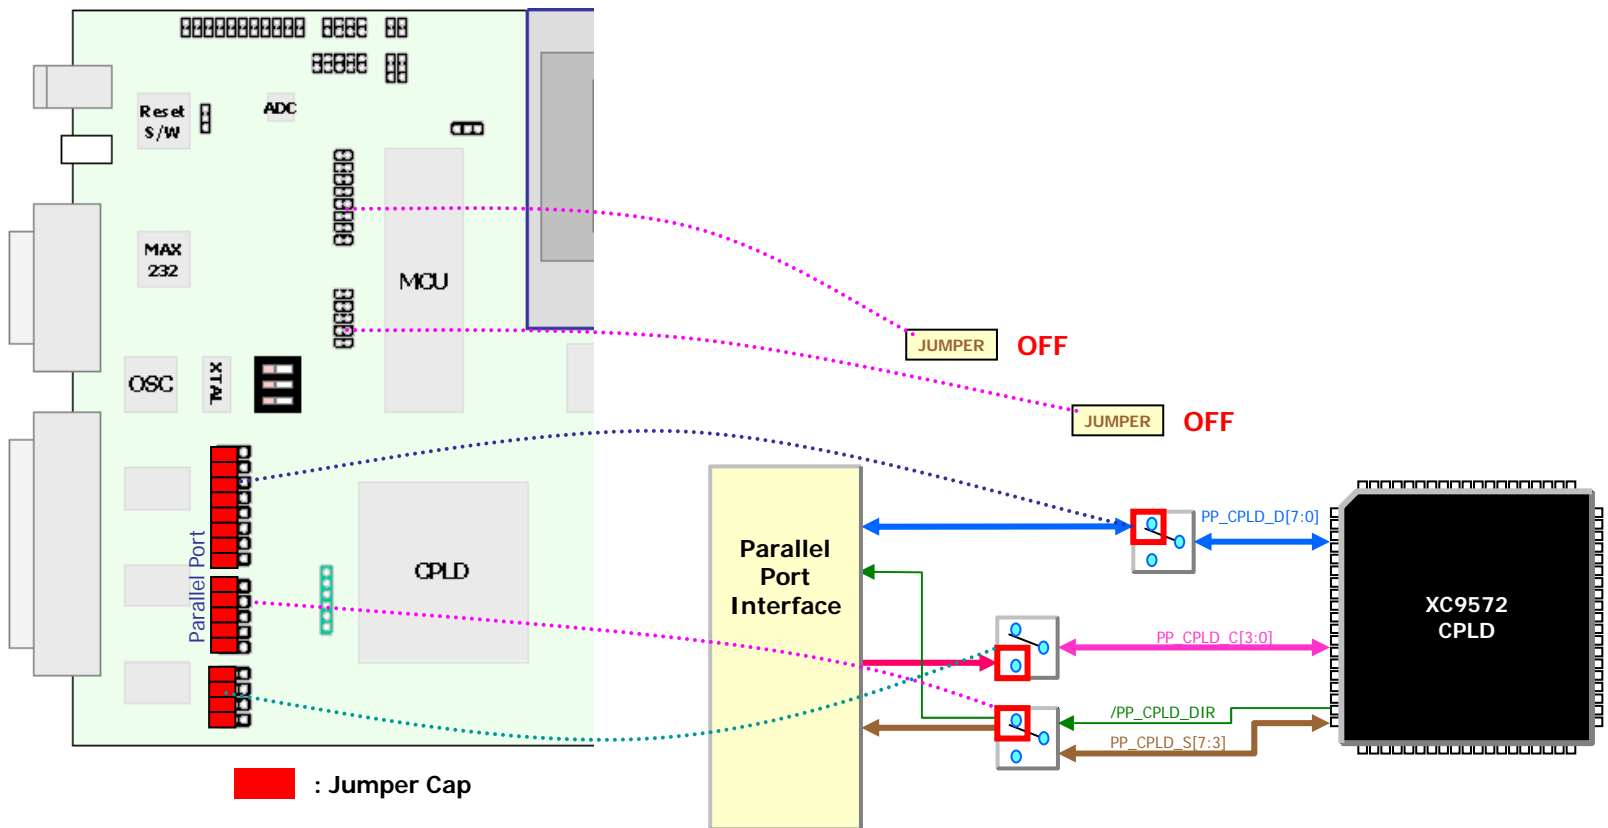 Reset
S/W
ADC
MAX
232
MCU
OSC
XTAL
JUMPER
OFF
JUMPER
OFF
Parallel Port
CPLD
Parallel
Port
Interface
PP_CPLD_D[7:0]
PP_CPLD_C[3:0]
/PP_CPLD_DIR
PP_CPLD_S[7:3]
XC9572
CPLD
: Jumper Cap